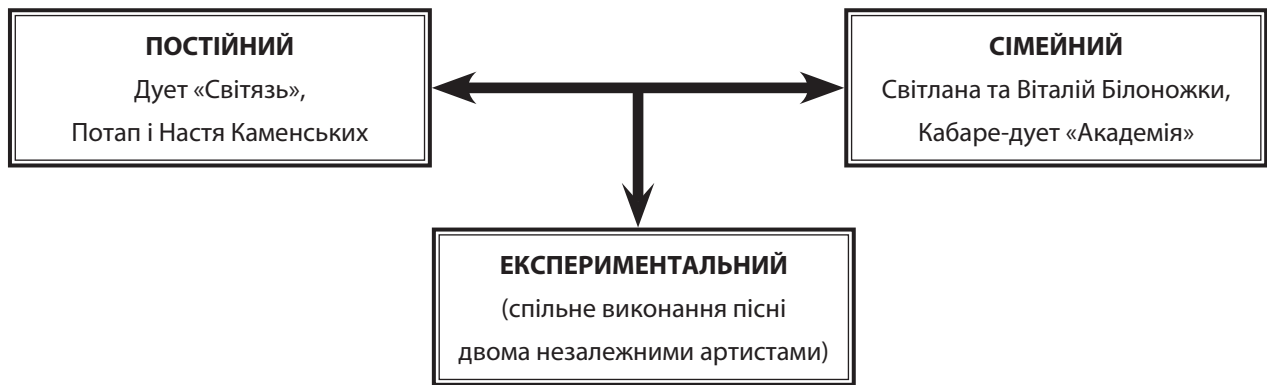 ПОСТІЙНИЙ
Дует «Світязь»,
Потап і Настя Каменських
СІМЕЙНИЙ
Світлана та Віталій Білоножки,
Кабаре-дует «Академія»
ЕКСПЕРИМЕНТАЛЬНИЙ
(спільне виконання пісні
двома незалежними артистами)